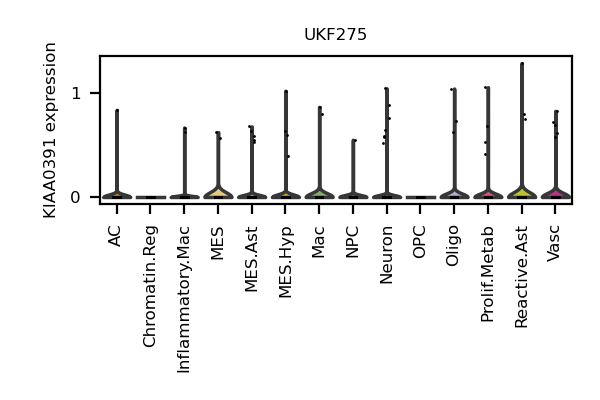 UKF275
KIAA0391 expression
1
0
AC
Chromatin.Reg
Inflammatory.Mac
MES
MES.Ast
MES.Hyp
Mac
NPC
Neuron
OPC
Oligo
Prolif.Metab
Reactive.Ast
Vasc